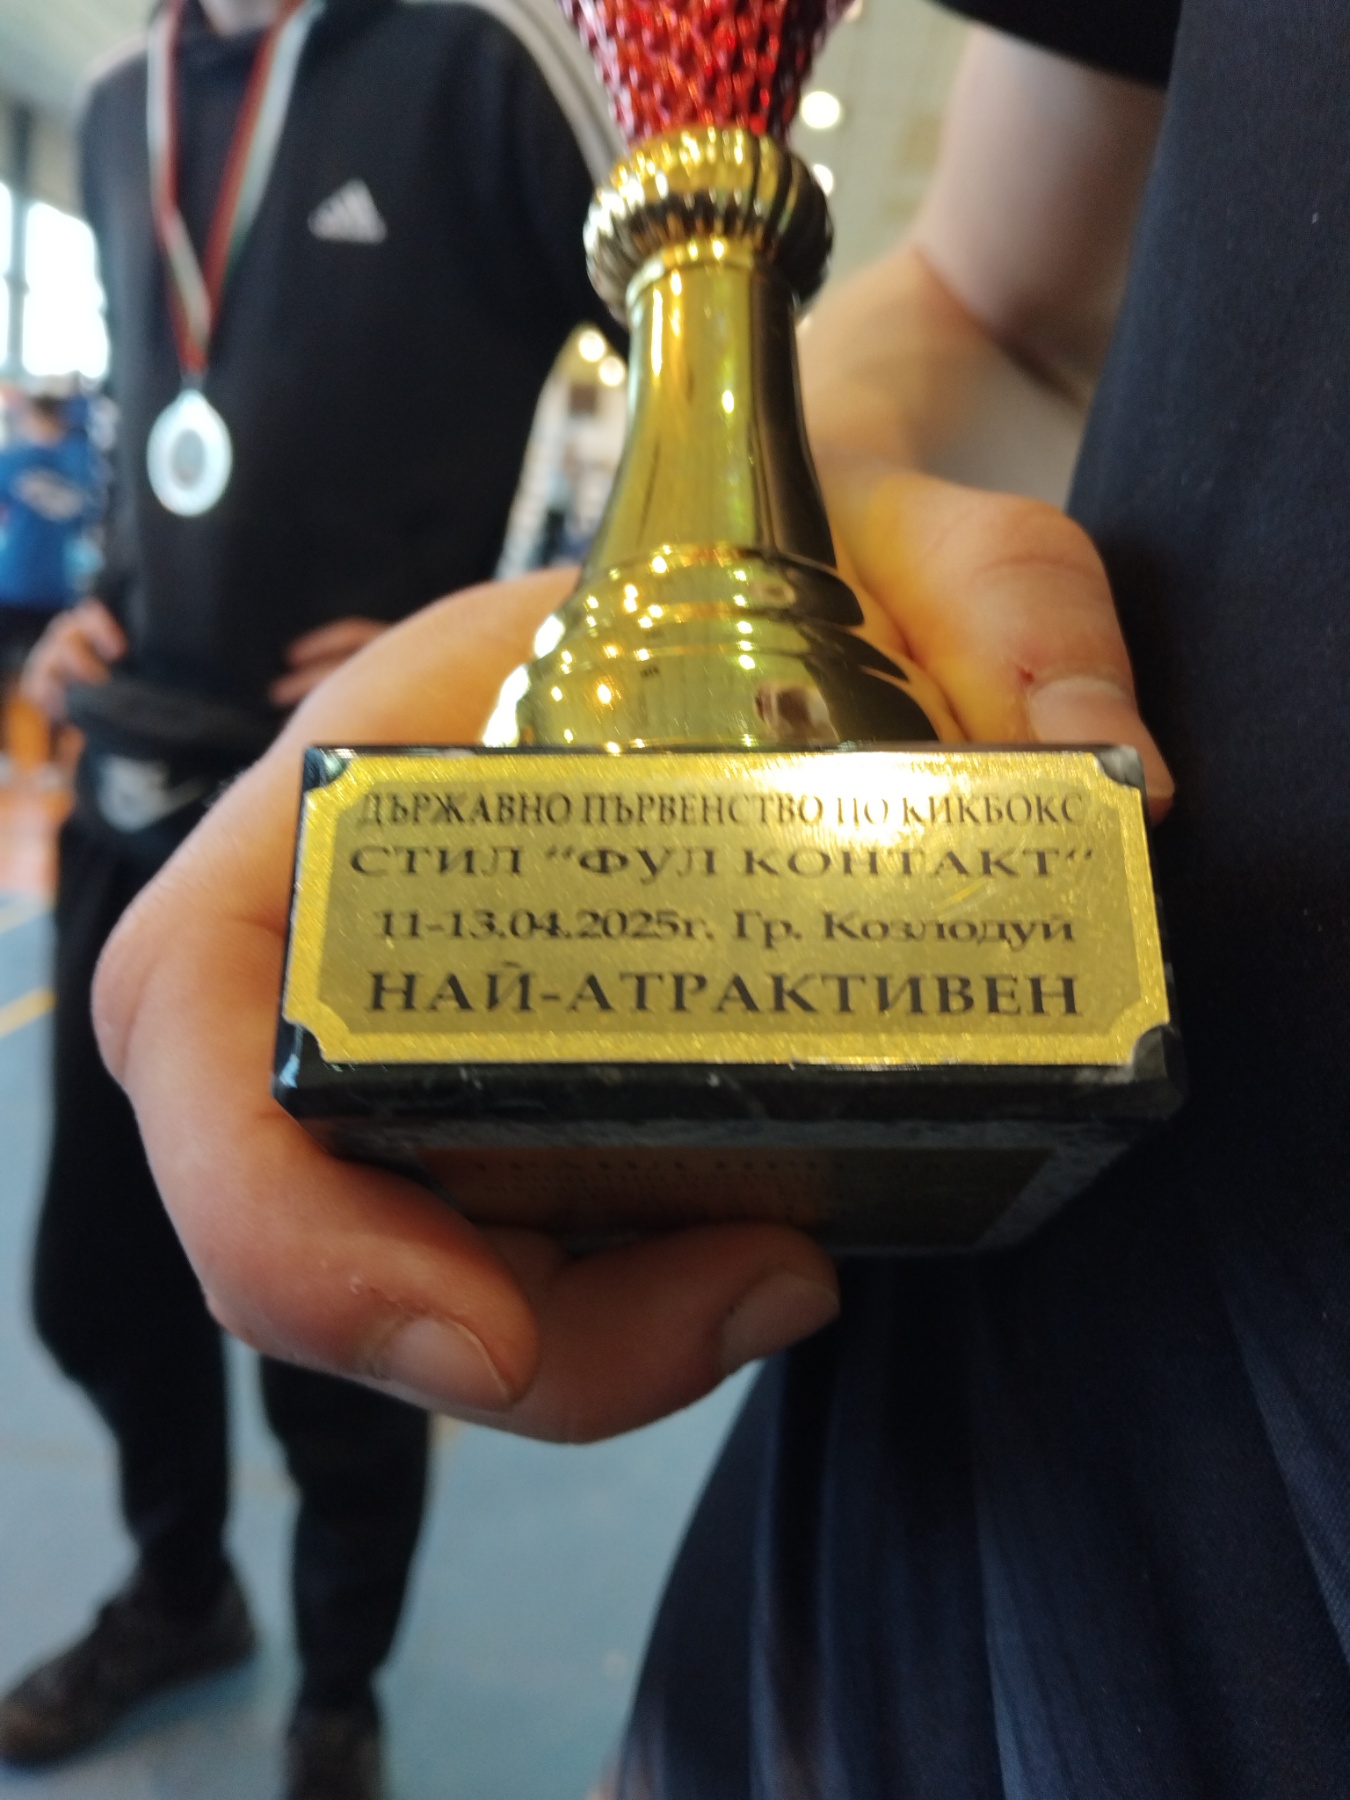 ДЪРЖАВНО ПЪРВЕНСТВО ПО КИКБОКС
СТИЛ "ФУЛ КОНТАКТ"
11-13.04.2025г. Гр. Козлодуй
НАЙ-АТРАКТИВЕН